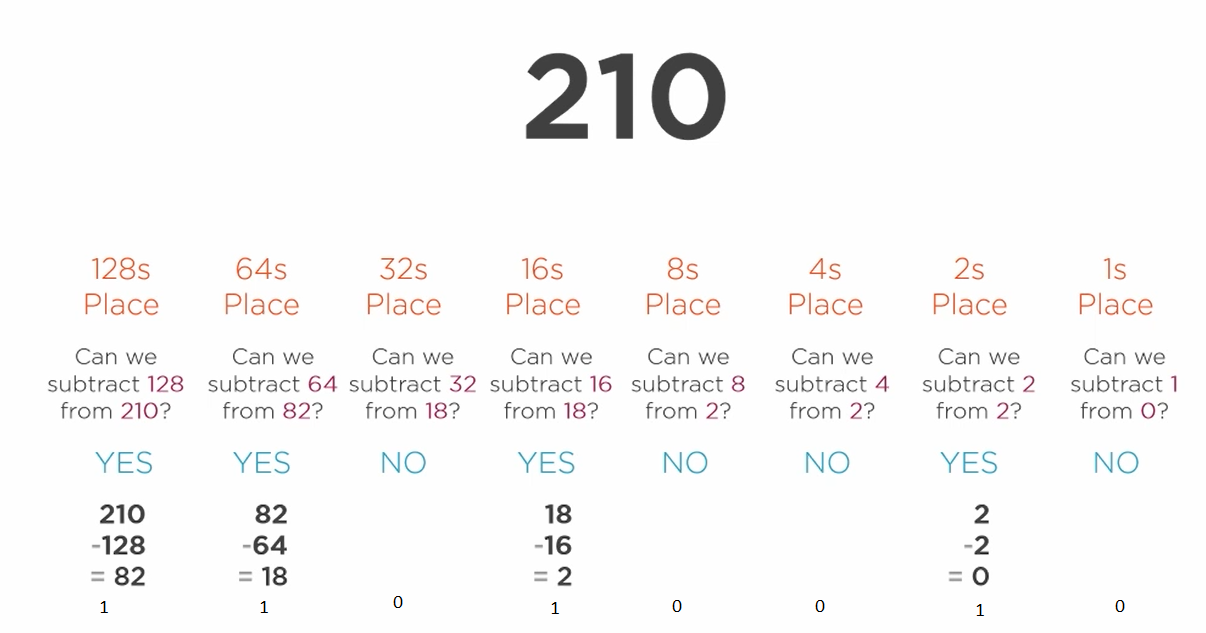 210
128s 64s 32s 16s 8s 4s 2s 1s
Place Place Place Place Place Place Place Place
Can we Can we Can we Can we Can we Can we Can we Can we
subtract 128 subtract 64 subtract 32 subtract 16 subtract 8 subtract 4 subtract 2 subtract 1
from 210? from 82? from 18? from 18? from 2? from 2? from 2? from 0?
YES YES NO YES NO NO YES NO
210 82 18 2
-128 -64 -16 -2
= 82 = 18 = 2 = 0
1 1 0 1 0 0 1 0